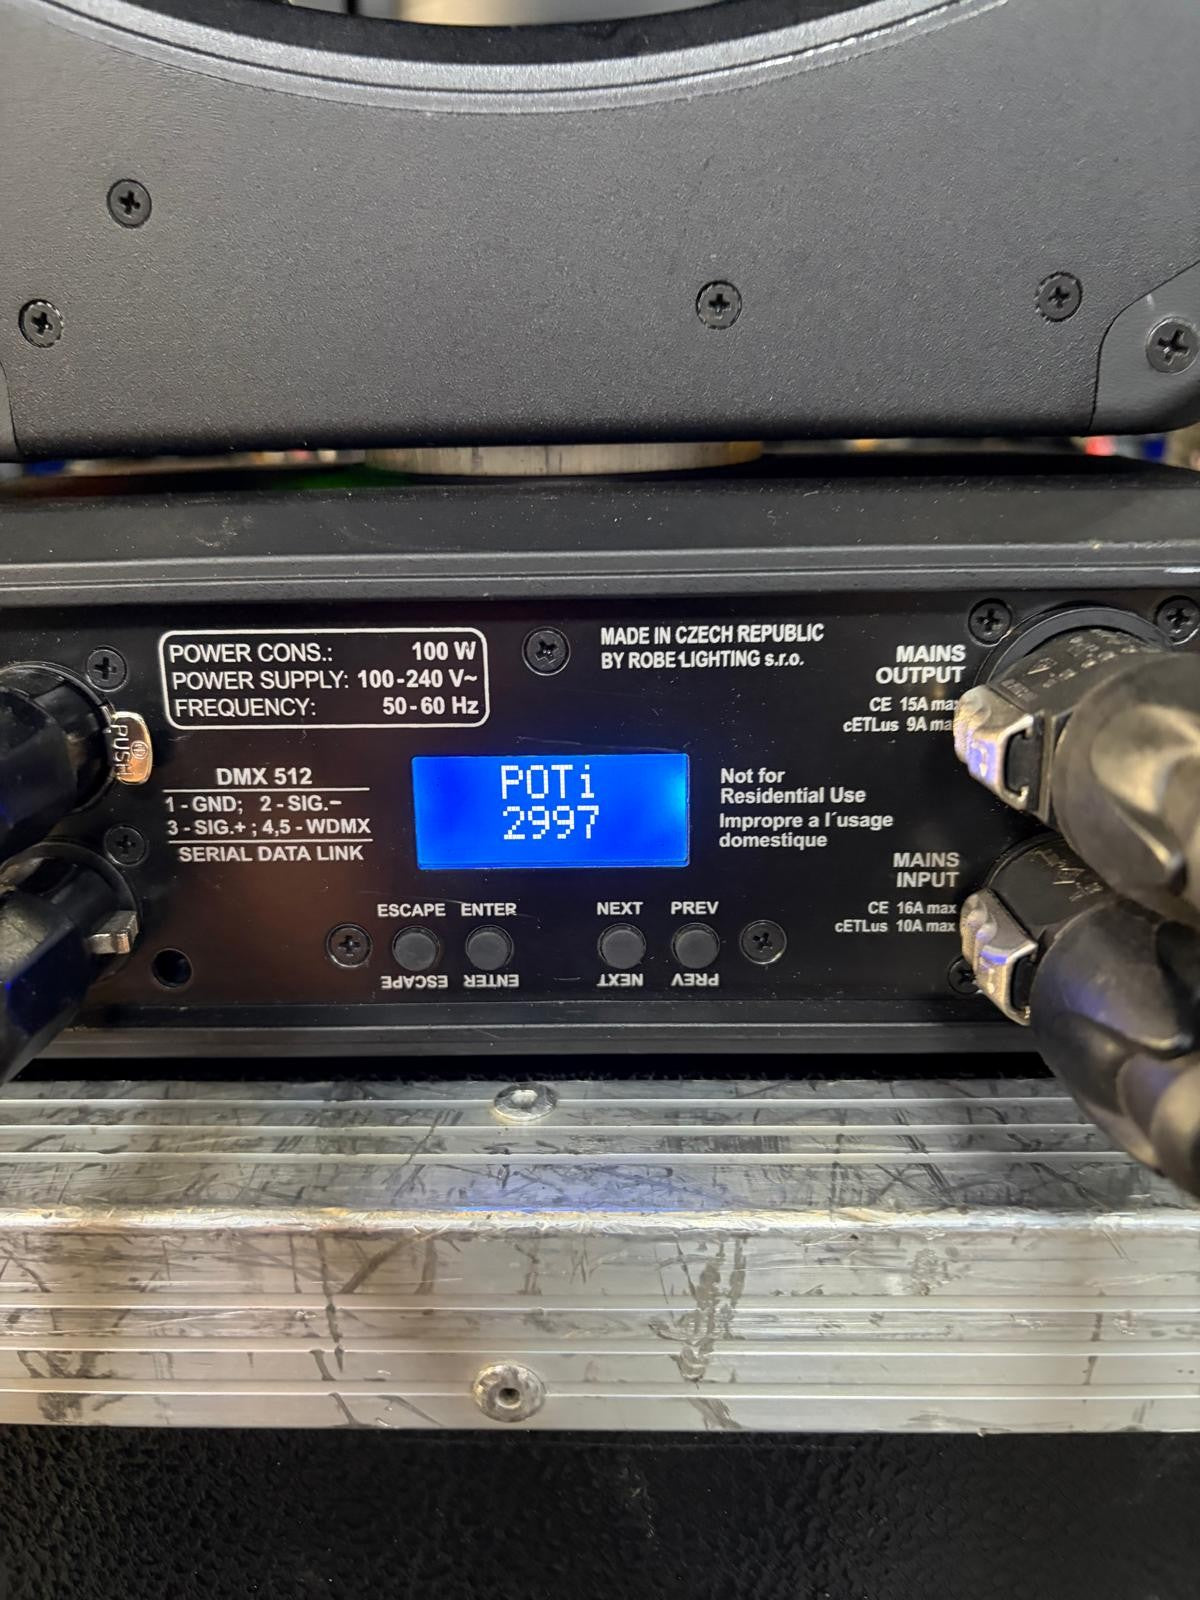 POWER CONS.: 100 W
POWER SUPPLY: 100-240 V~
FREQUENCY: 50-60 Hz
MADE IN CZECH REPUBLIC
BY ROBE LIGHTING s.r.o.
MAINS
OUTPUT
CE 15A max
cETLus 9A max
PUSH
DMX 512
1 - GND; 2 - SIG.–
3 - SIG.+ ; 4,5 - WDMX
SERIAL DATA LINK
POTi
2997
Not for
Residential Use
Impropre a l´usage
domestique
MAINS
INPUT
CE 16A max
cETLus 10A max
ESCAPE ENTER NEXT PREV
ESCAPE ENTER NEXT PREV